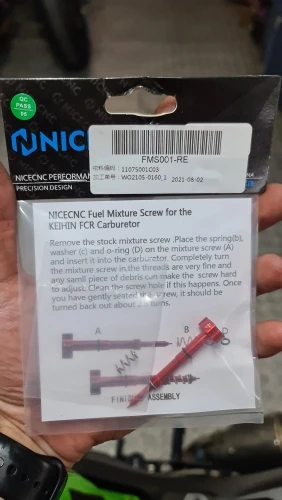 QC
PASS
NICE
FMS001-RE
NICECNC PERFORMAN
11075001C03
WO2105-0160_1 2021-08-02
PRECISION DESIGN
NICECNC Fuel Mixture Screw for the
KEIHIN FCR Carburetor
Remove the stock mixture screw .Place the spring(b),
washer (c) and o-ring (D) on the mixture screw (A)
and insert it into the carburetor. Completely turn
the mixture screw in.the threads are very fine and
any samll piece of debris can make the screw hard
to adjust. Clean the screw hole if this happens. Once
you have gently seated screw, it should be
turned back out about
A B D
ASSEMBLY